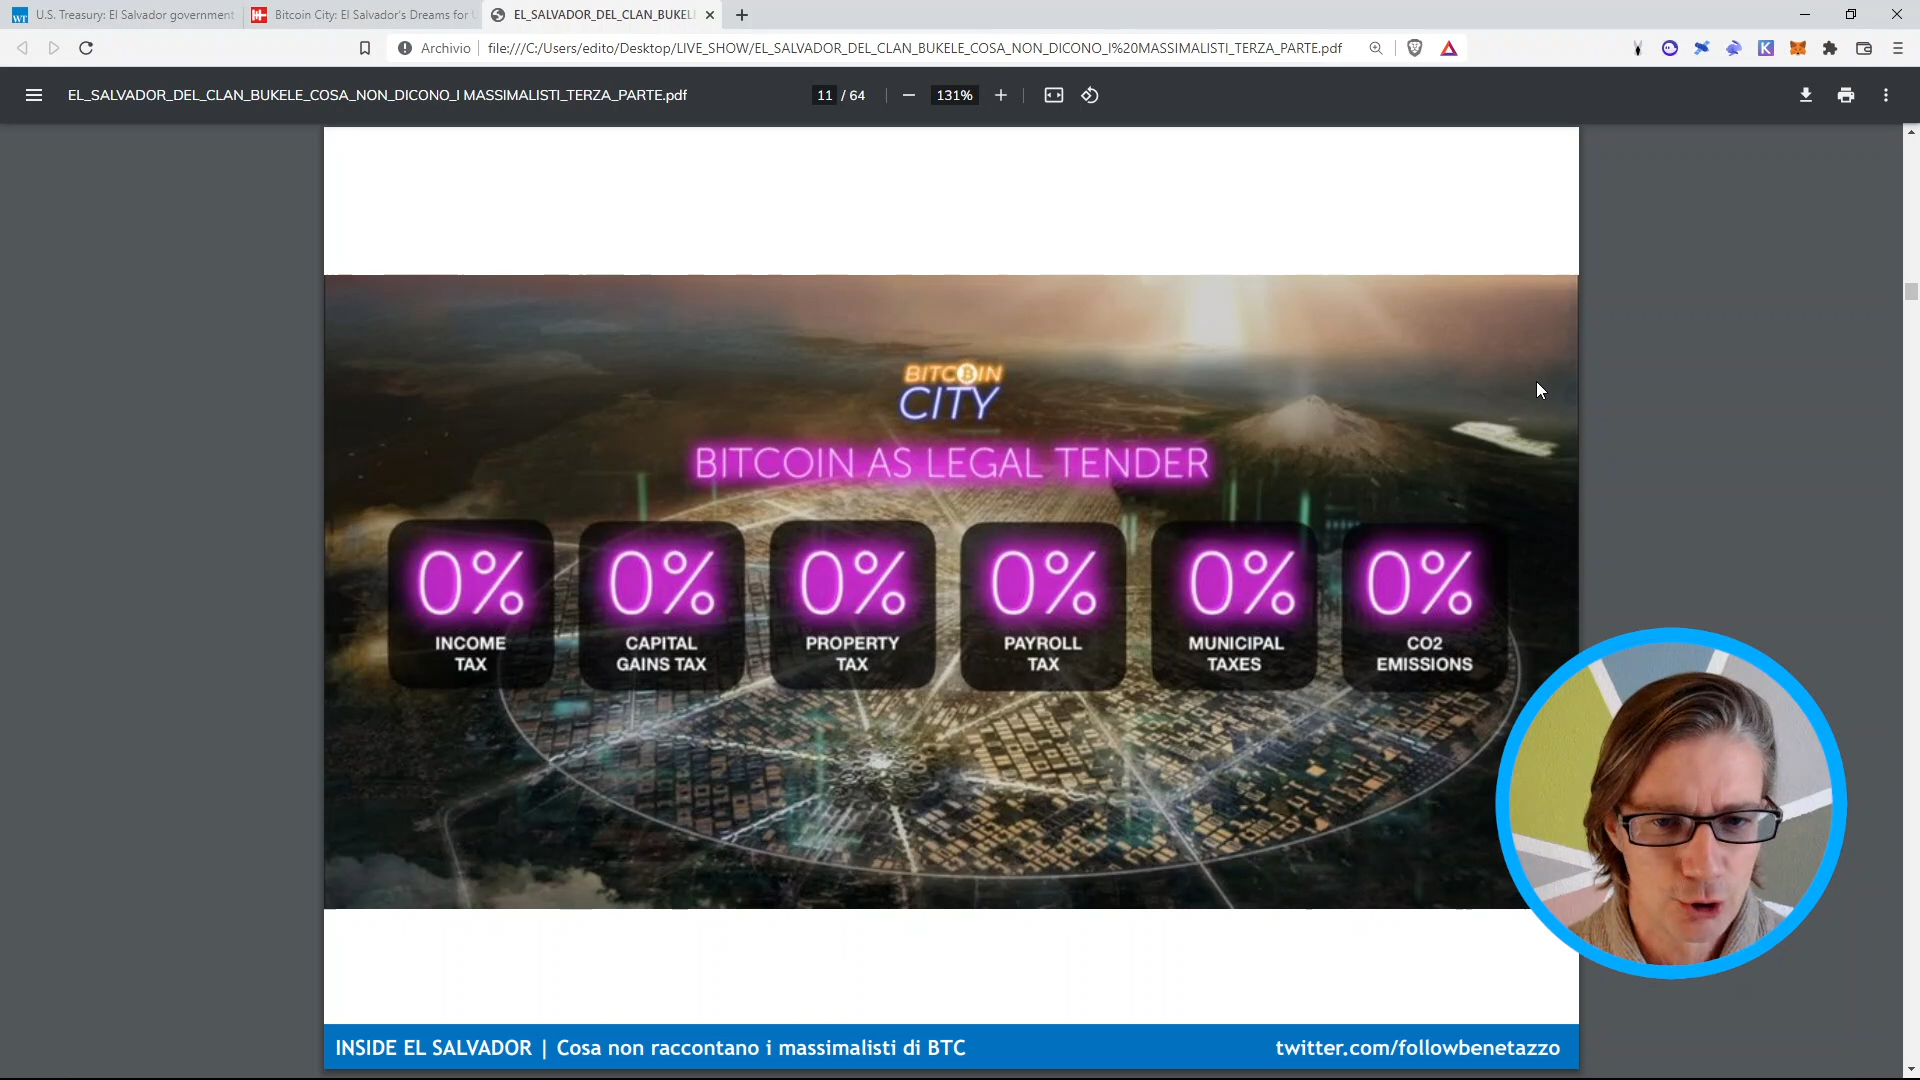 U.S. Treasury: El Salvador government
Bitcoin City: El Salvador's Dreams for
EL_SALVADOR_DEL_CLAN_BUKELE
Archivio
file:///C:/Users/edito/Desktop/LIVE_SHOW/EL_SALVADOR_DEL_CLAN_BUKELE_COSA_NON_DICONO_I%20MASSIMALISTI_TERZA_PARTE.pdf
EL_SALVADOR_DEL_CLAN_BUKELE_COSA_NON_DICONO_I MASSIMALISTI_TERZA_PARTE.pdf
11 / 64
131%
BITCOIN
CITY
BITCOIN AS LEGAL TENDER
0% 0% 0% 0% 0% 0%
INCOME CAPITAL PROPERTY PAYROLL MUNICIPAL CO2
TAX GAINS TAX TAX TAX TAXES EMISSIONS
INSIDE EL SALVADOR | Cosa non raccontano i massimalisti di BTC
twitter.com/followbenetazzo